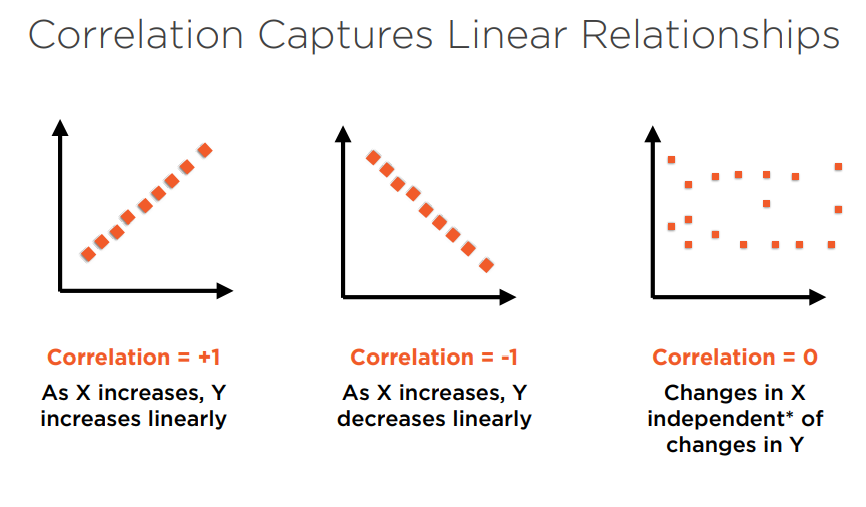 Correlation Captures Linear Relationships
Correlation = +1
As X increases, Y
increases linearly
Correlation = -1
As X increases, Y
decreases linearly
Correlation = 0
Changes in X
independent* of
changes in Y